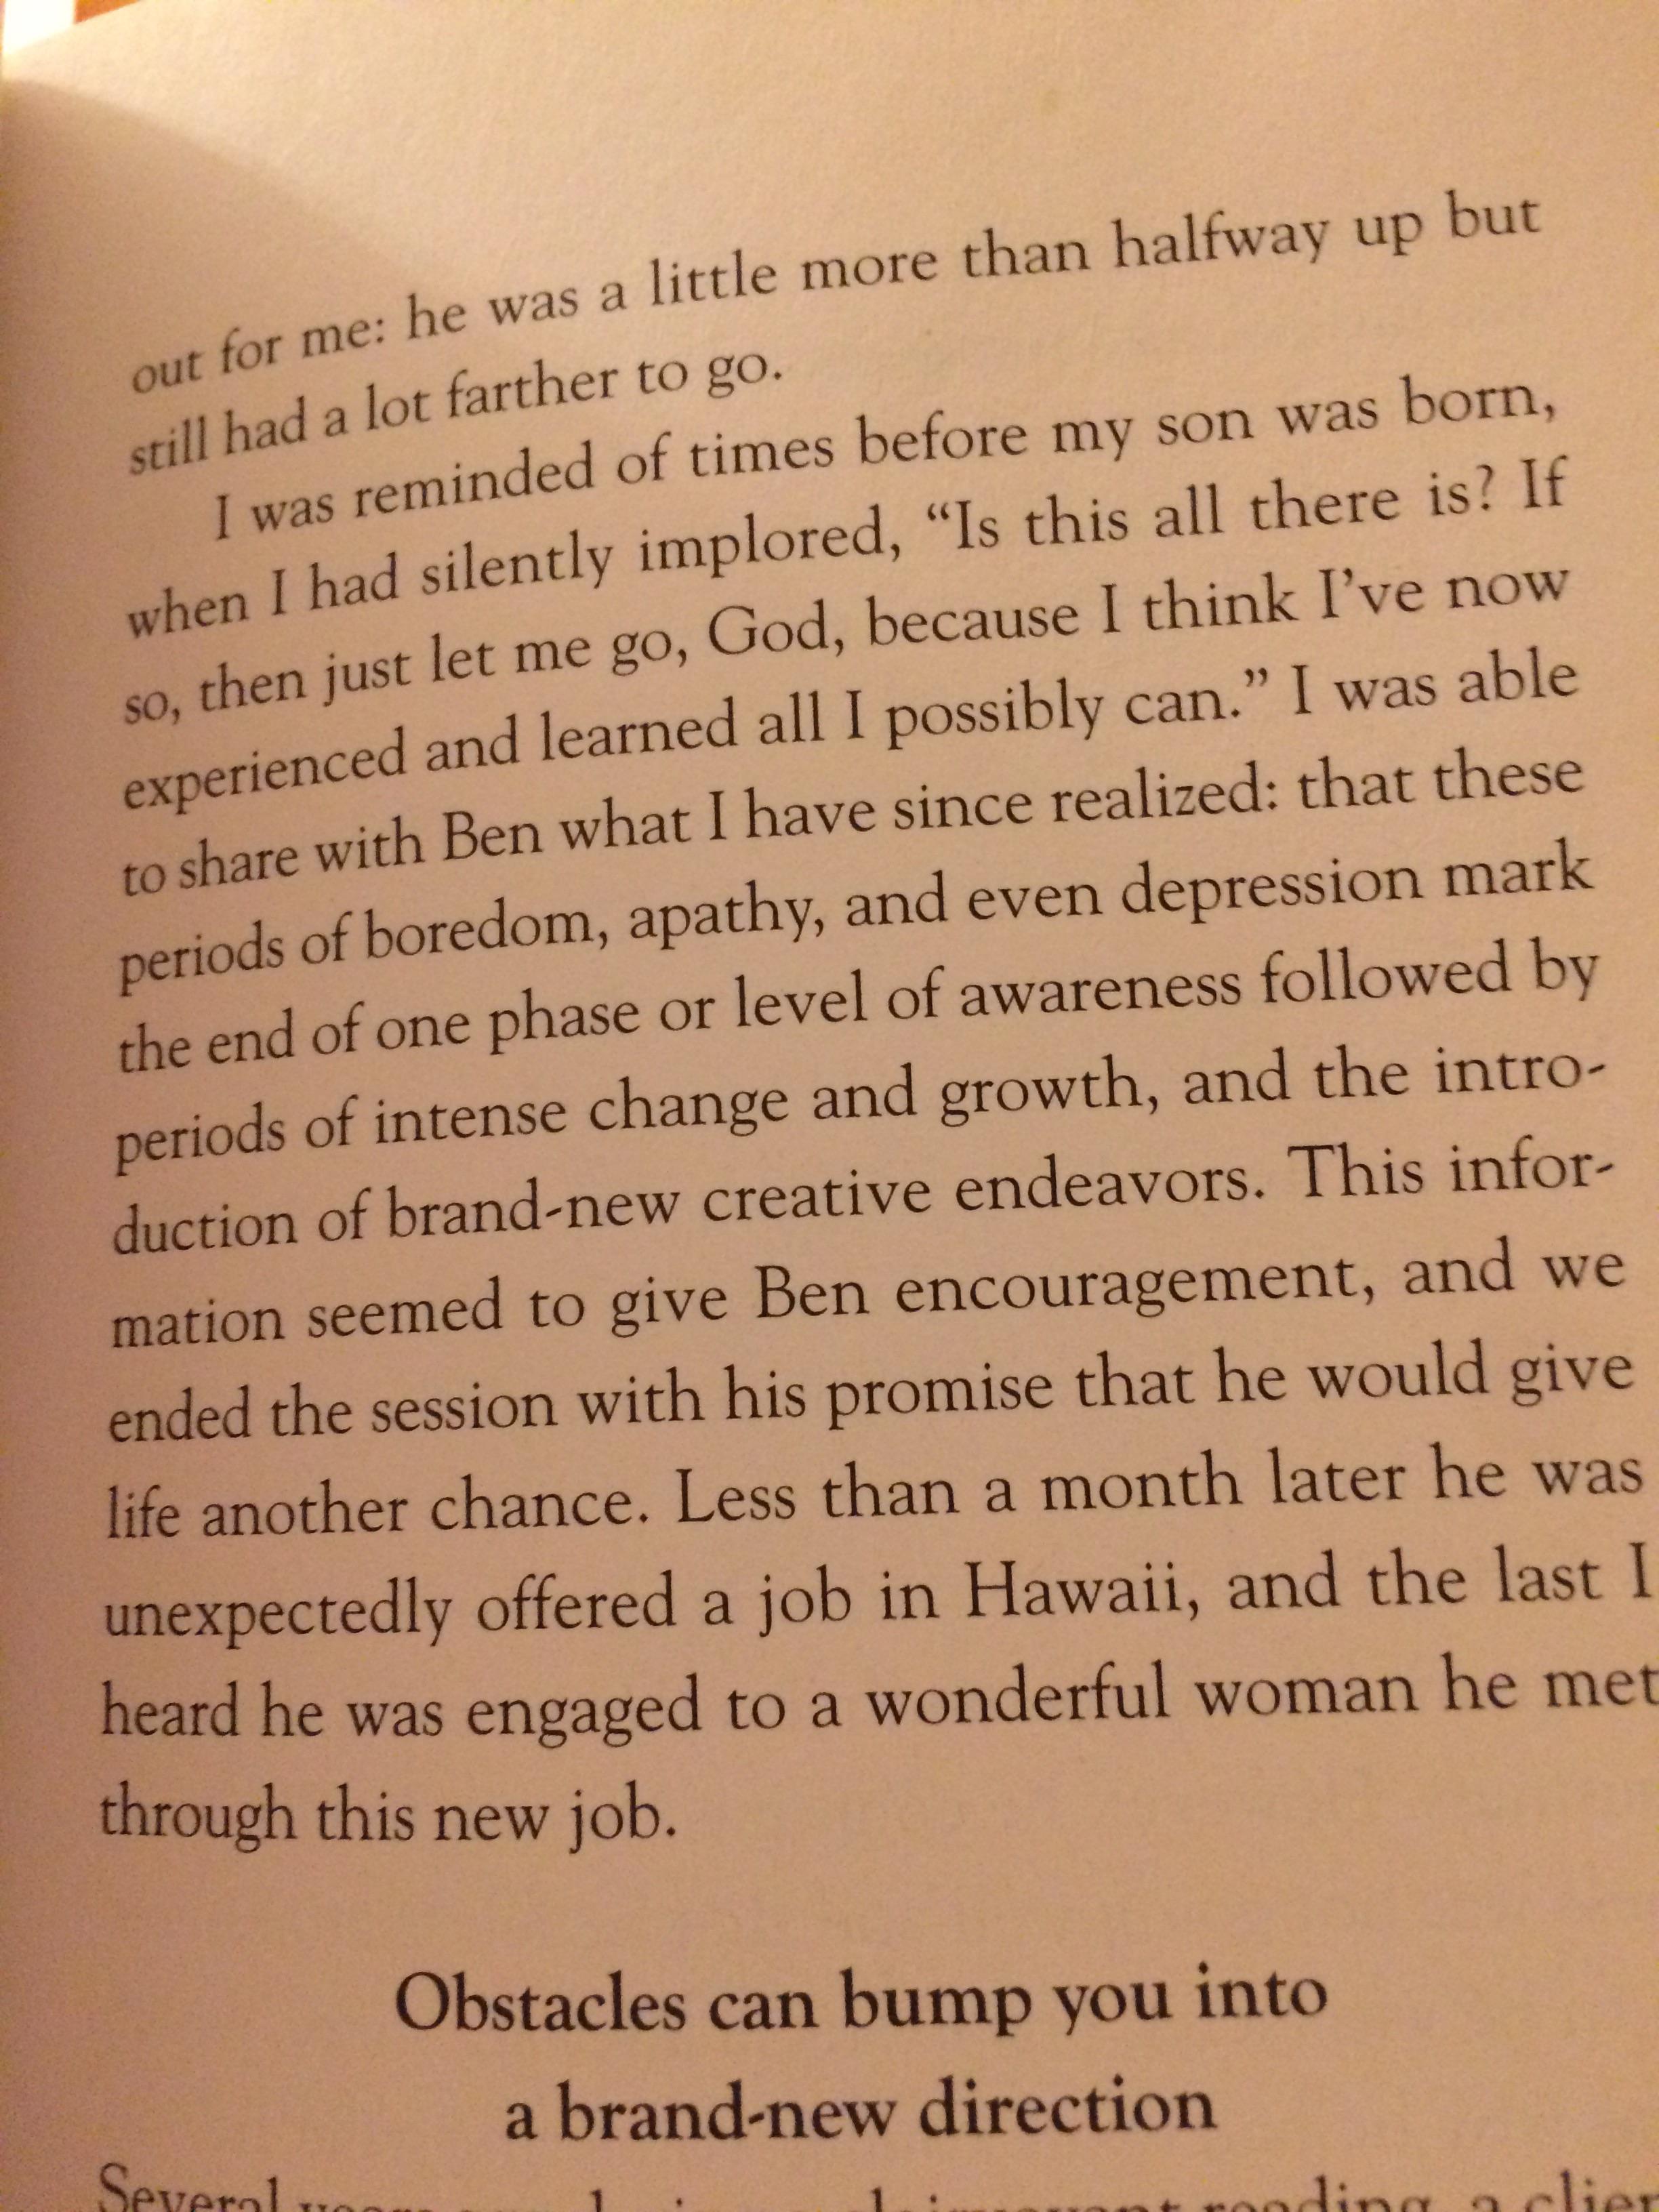 out for me: he was a little more than halfway up but
still had a lot farther to go.
I was reminded of times before my son was born,
when I had silently implored, “Is this all there is? If
so, then just let me go, God, because I think I’ve now
experienced and learned all I possibly can.” I was able
to share with Ben what I have since realized: that these
periods of boredom, apathy, and even depression mark
the end of one phase or level of awareness followed by
periods of intense change and growth, and the intro-
duction of brand-new creative endeavors. This infor-
mation seemed to give Ben encouragement, and we
ended the session with his promise that he would give
life another chance. Less than a month later he was
unexpectedly offered a job in Hawaii, and the last I
heard he was engaged to a wonderful woman he met
through this new job.
Obstacles can bump you into
a brand-new direction
Several years reading, a